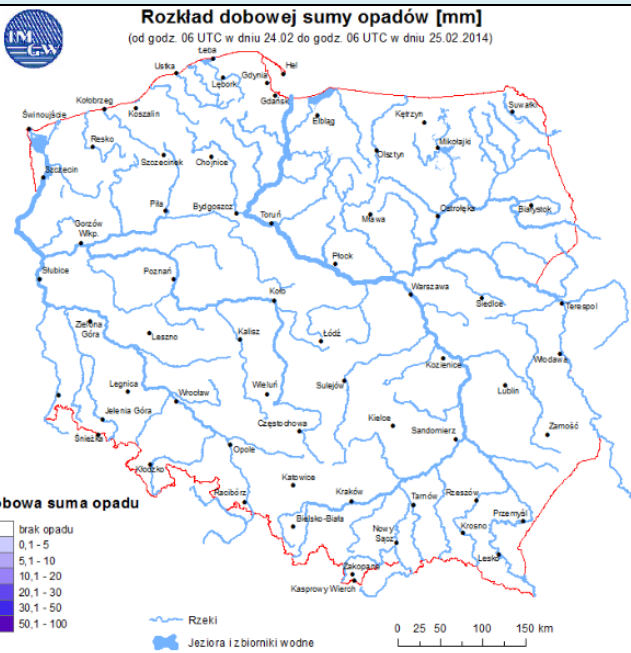 IM
GW
Rozkład dobowej sumy opadów [mm]
(od godz. 06 UTC w dniu 24.02 do godz. 06 UTC w dniu 25.02.2014)
Łeba
Hel
Ustka
Lębork
Gdynia
Gdańsk
Kołobrzeg
Koszalin
Suwałki
Świnoujście
Elbląg
Kętrzyn
Resko
Mikołajki
Szczecinek
Chojnice
Olsztyn
Szczecin
Piła
Bydgoszcz
Toruń
Mława
Ostrołęka
Białystok
Gorzów
Wlkp.
Płock
Słubice
Poznań
Koło
Warszawa
Siedlce
Terespol
Zielona
Góra
Leszno
Kalisz
Łódź
Kozienice
Włodawa
Legnica
Wrocław
Wieluń
Sulejów
Lublin
Jelenia Góra
Częstochowa
Kielce
Sandomierz
Zamość
Śnieżka
Opole
Kłodzko
Katowice
Racibórz
Kraków
Tarnów
Rzeszów
Przemyśl
Bielsko-Biała
Nowy
Sącz
Krosno
Lesko
Zakopane
Kasprowy Wierch
obowa suma opadu
brak opadu
0,1 - 5
5,1 - 10
10,1 - 20
20,1 - 30
30,1 - 50
50,1 - 100
Rzeki
Jeziora i zbiorniki wodne
0 25 50 100 150 km